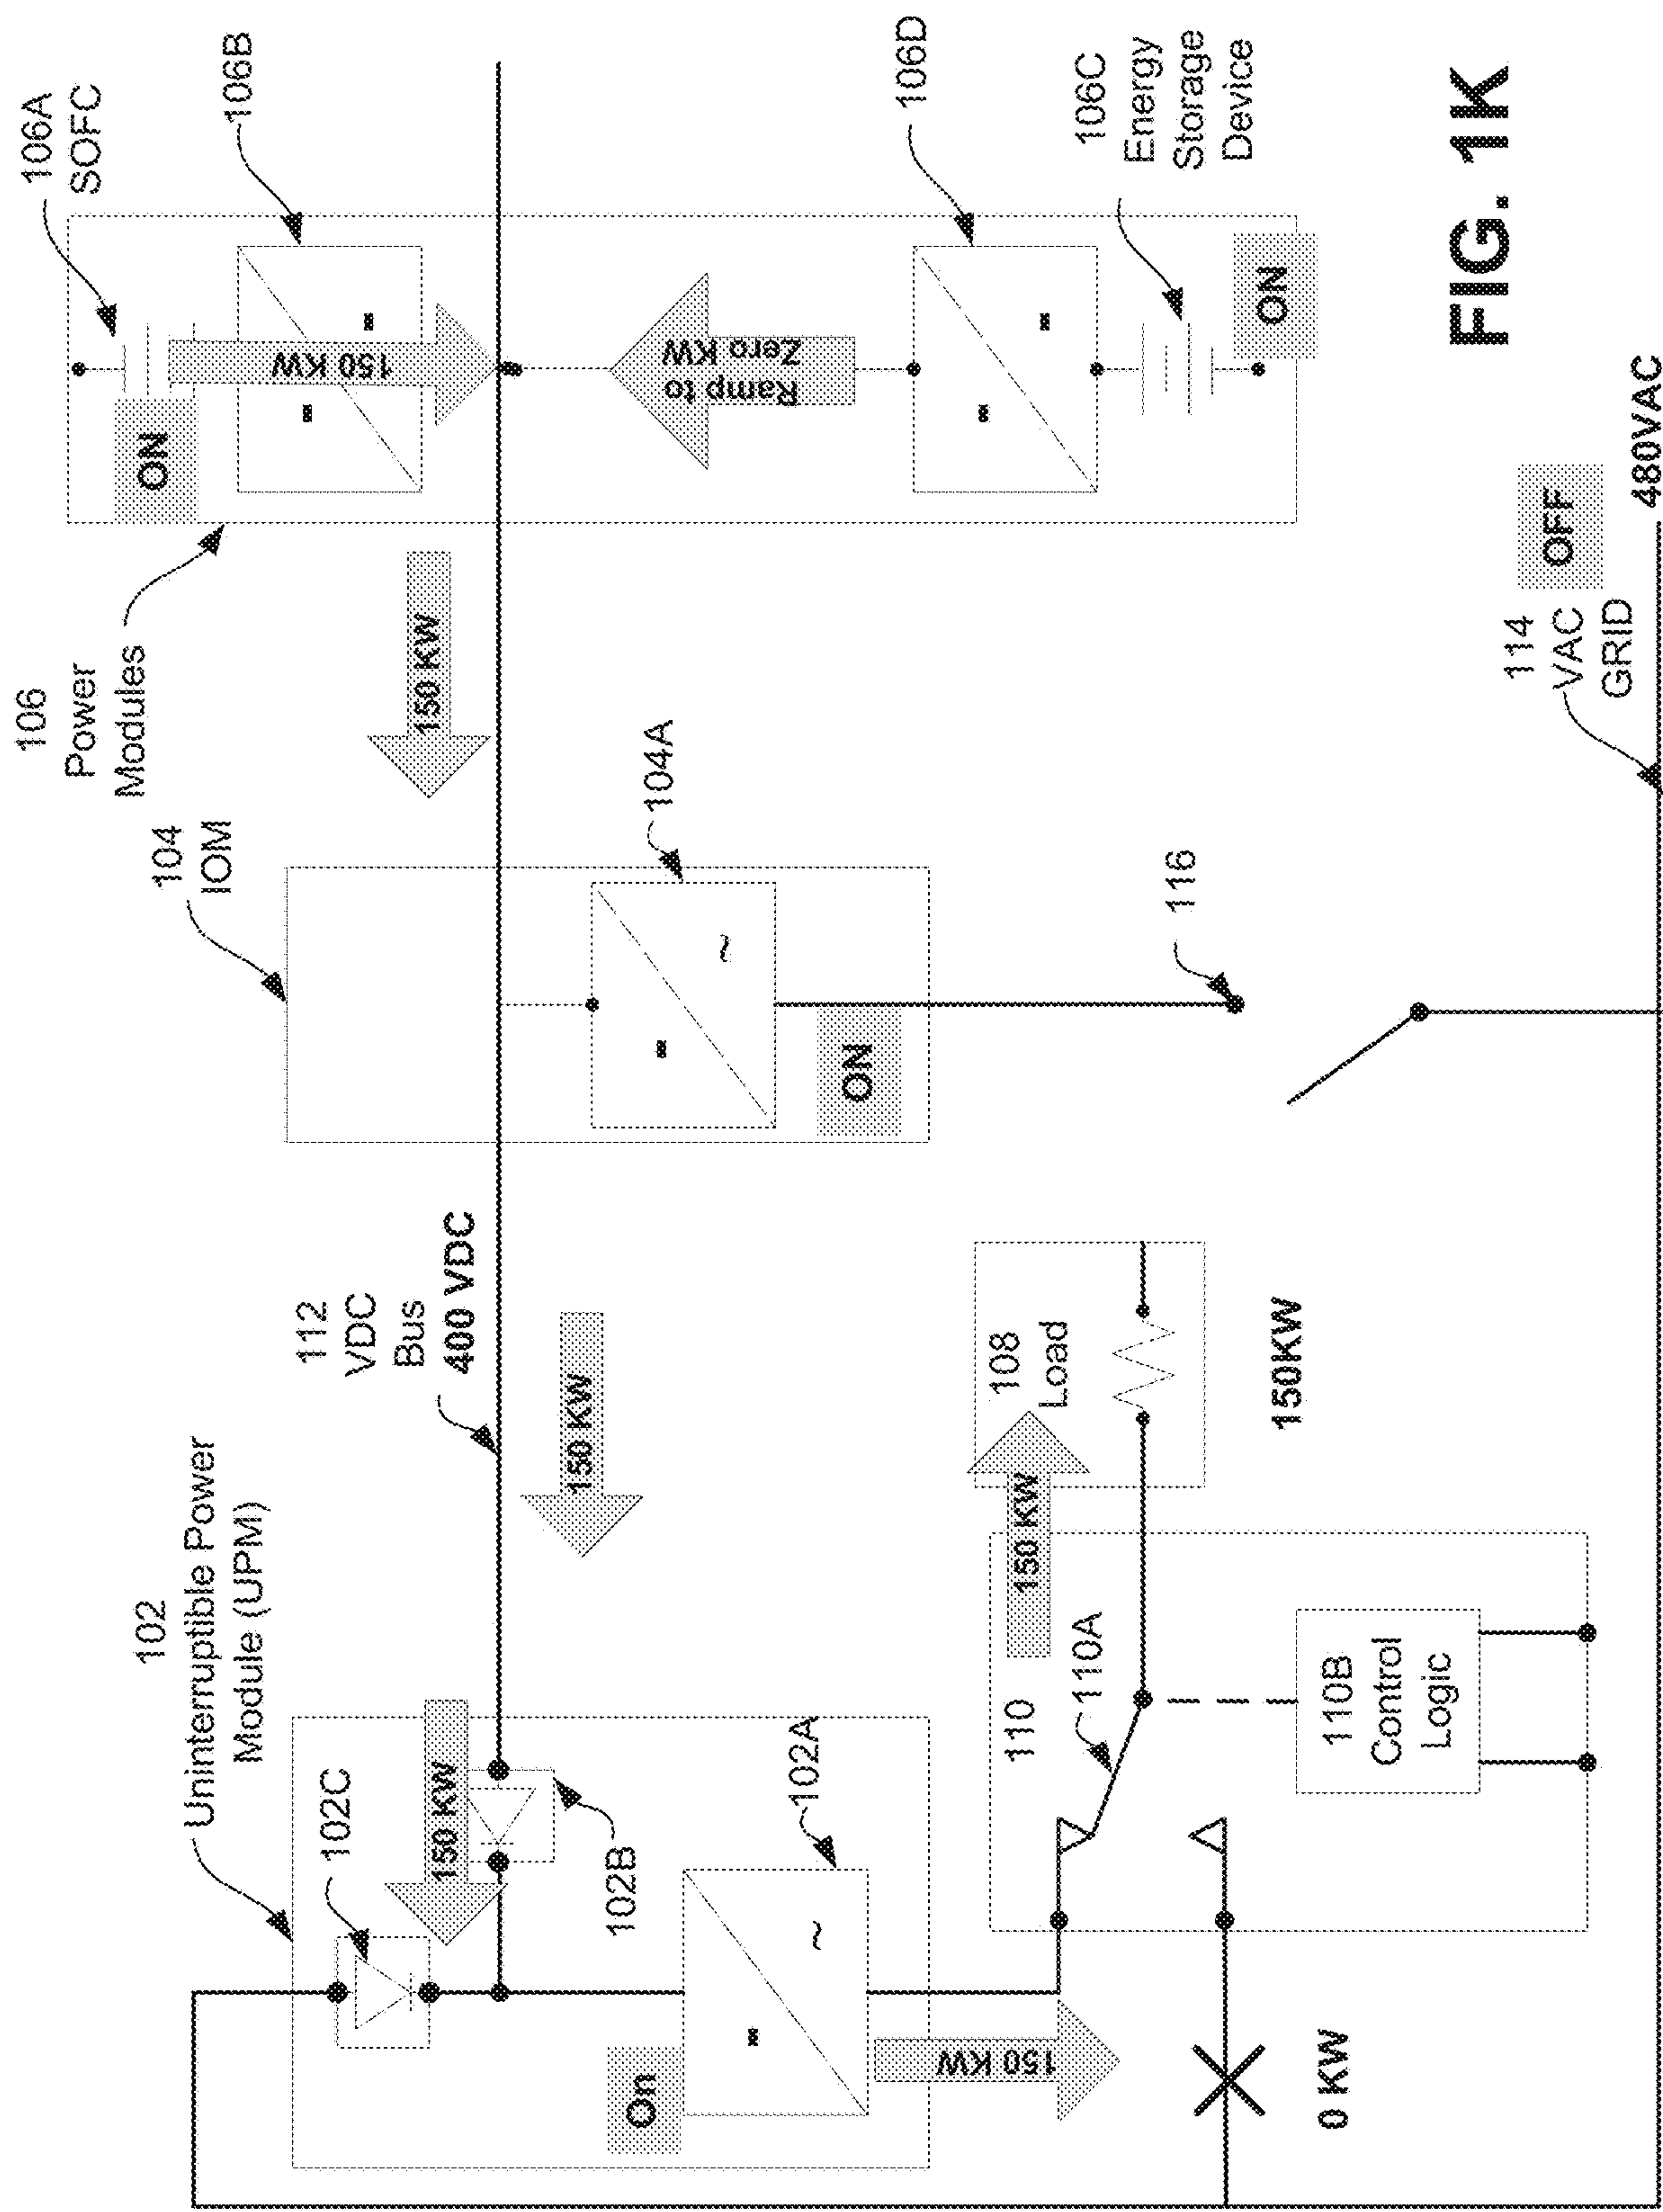 102
Uninterruptible Power
Module (UPM)
102C
150 KW
102B
102A
On
150 KW
0 KW
112
VDC
Bus
400 VDC
150 KW
110
110A
110B
Control
Logic
150 KW
108
Load
150KW
104
IOM
104A
ON
116
106
Power
Modules
150 KW
106A
SOFC
ON
150 KW
106B
Ramp to
Zero KW
106D
106C
Energy
Storage
Device
ON
114
VAC
GRID
OFF
480VAC
FIG. 1K